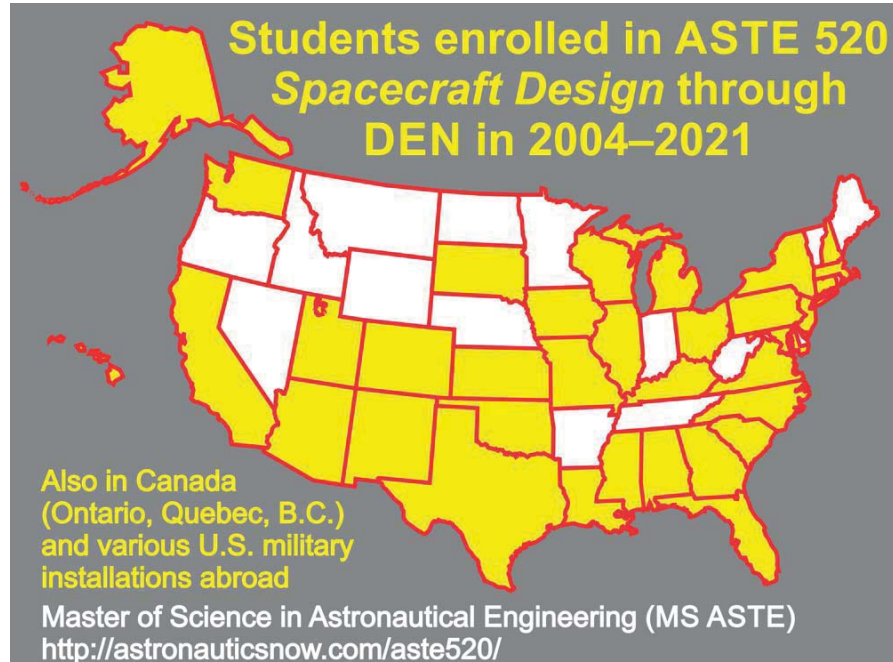 Students enrolled in ASTE 520
Spacecraft Design through
DEN in 2004–2021
Also in Canada
(Ontario, Quebec, B.C.)
and various U.S. military
installations abroad
Master of Science in Astronautical Engineering (MS ASTE)
http://astronauticsnow.com/aste520/